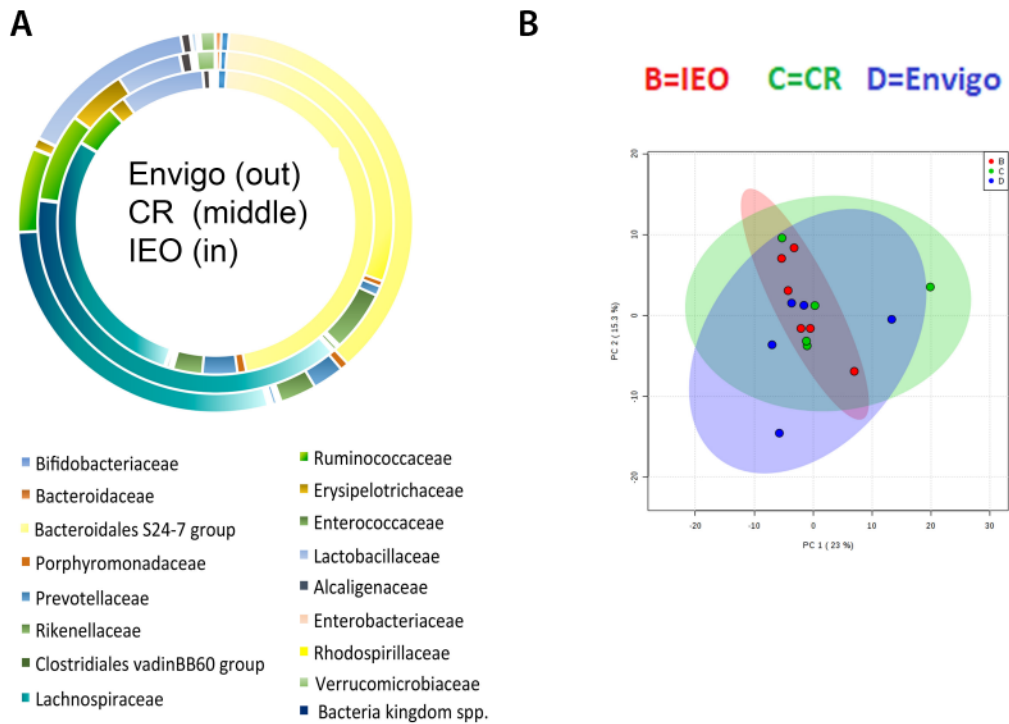 A
Envigo (out)
CR (middle)
IEO (in)
Bifidobacteriaceae
Bacteroidaceae
Bacteroidales S24-7 group
Porphyromonadaceae
Prevotellaceae
Rikenellaceae
Clostridiales vadinBB60 group
Lachnospiraceae
Ruminococcaceae
Erysipelotrichaceae
Enterococcaceae
Lactobacillaceae
Alcaligenaceae
Enterobacteriaceae
Rhodospirillaceae
Verrucomicrobiaceae
Bacteria kingdom spp.
B
B=IEO C=CR D=Envigo
B
C
D
20
10
0
-10
-20
PC 2 ( 15.3 %)
-20 -10 0 10 20 30
PC 1 ( 23 %)